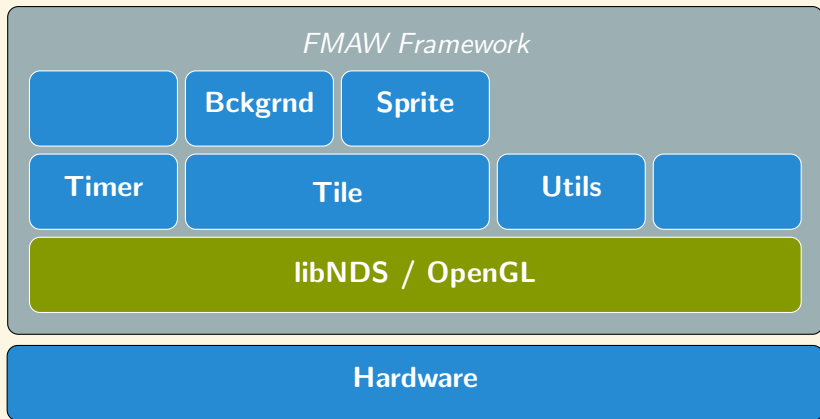 FMAW Framework
Bckgrnd Sprite
Timer Tile Utils
libNDS / OpenGL
Hardware